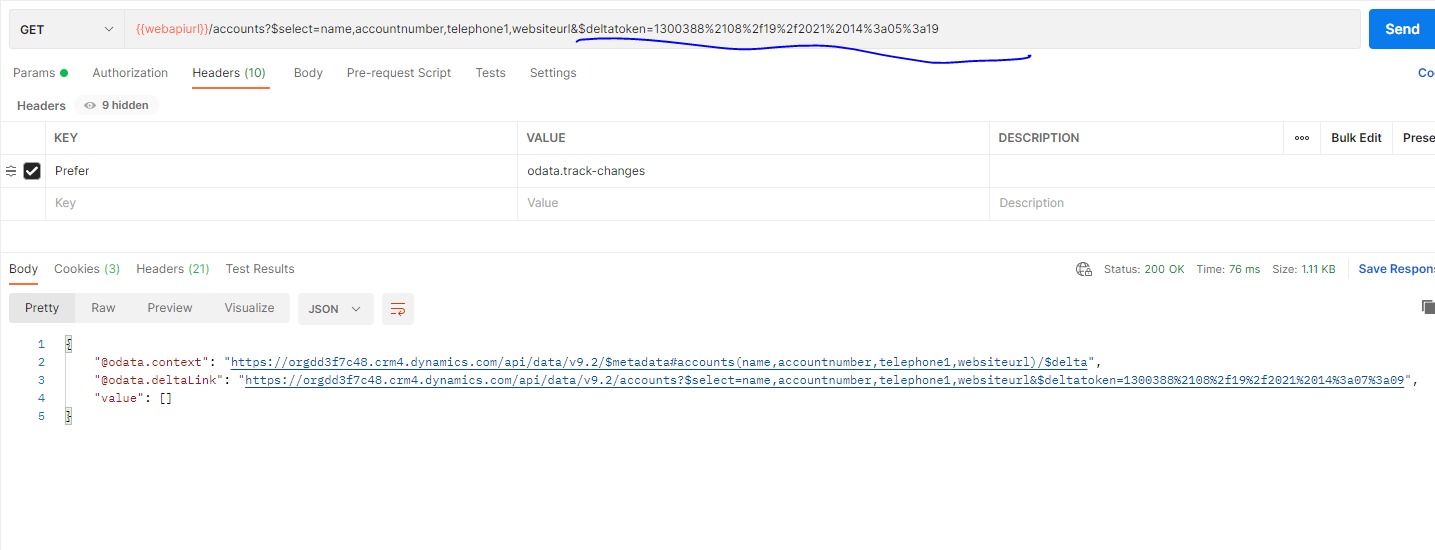 GET {{webapiurl}}/accounts?$select=name,accountnumber,telephone1,websiteurl&$deltatoken=1300388%2108%2f19%2f2021%2014%3a05%3a19 Send
Params Authorization Headers (10) Body Pre-request Script Tests Settings Co
Headers 9 hidden
KEY VALUE DESCRIPTION ooo Bulk Edit Prese
Prefer odata.track-changes
Key Value Description
Body Cookies (3) Headers (21) Test Results Status: 200 OK Time: 76 ms Size: 1.11 KB Save Respons
Pretty Raw Preview Visualize JSON
1 {
2 "@odata.context": "https://orgdd3f7c48.crm4.dynamics.com/api/data/v9.2/$metadata#accounts(name,accountnumber,telephone1,websiteurl)/$delta",
3 "@odata.deltaLink": "https://orgdd3f7c48.crm4.dynamics.com/api/data/v9.2/accounts?$select=name,accountnumber,telephone1,websiteurl&$deltatoken=1300388%2108%2f19%2f2021%2014%3a07%3a09",
4 "value": []
5 }